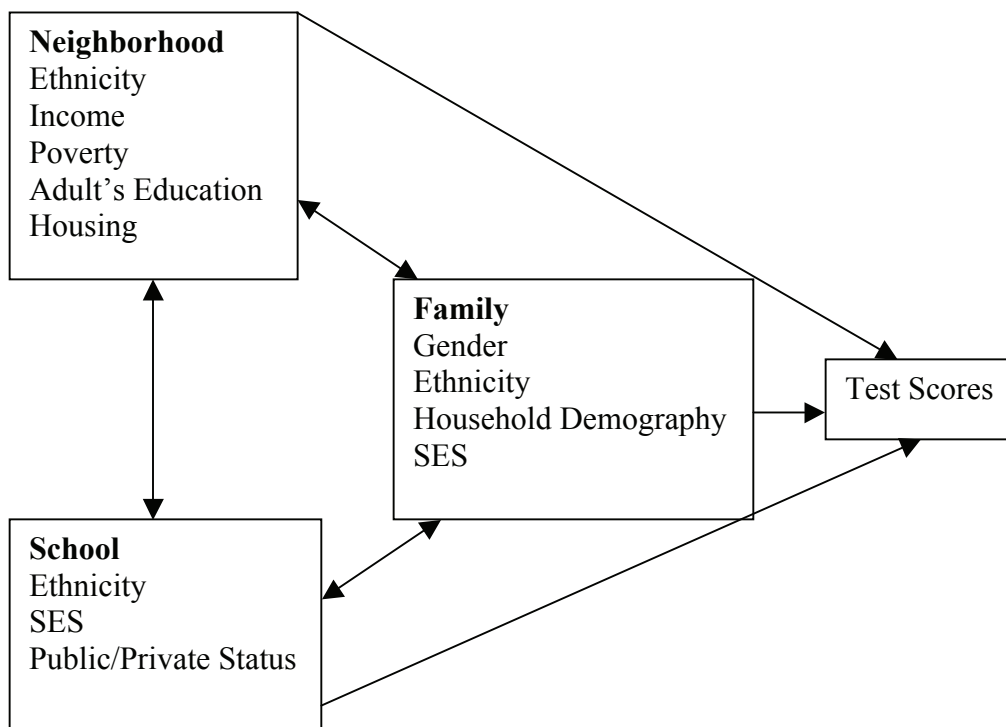 Neighborhood
Ethnicity
Income
Poverty
Adult’s Education
Housing
Family
Gender
Ethnicity
Household Demography
SES
Test Scores
School
Ethnicity
SES
Public/Private Status